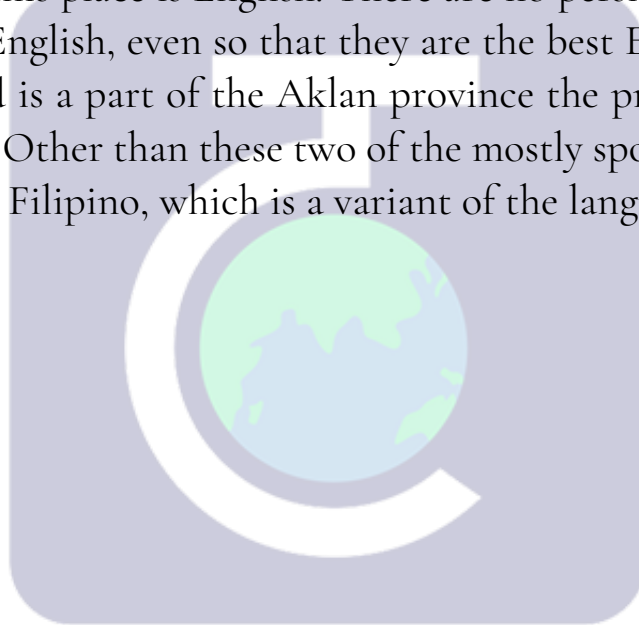 place is English. There are no
English, even so that they are the best
is a part of the Aklan province the
Other than these two of the mostly
Filipino, which is a variant of the